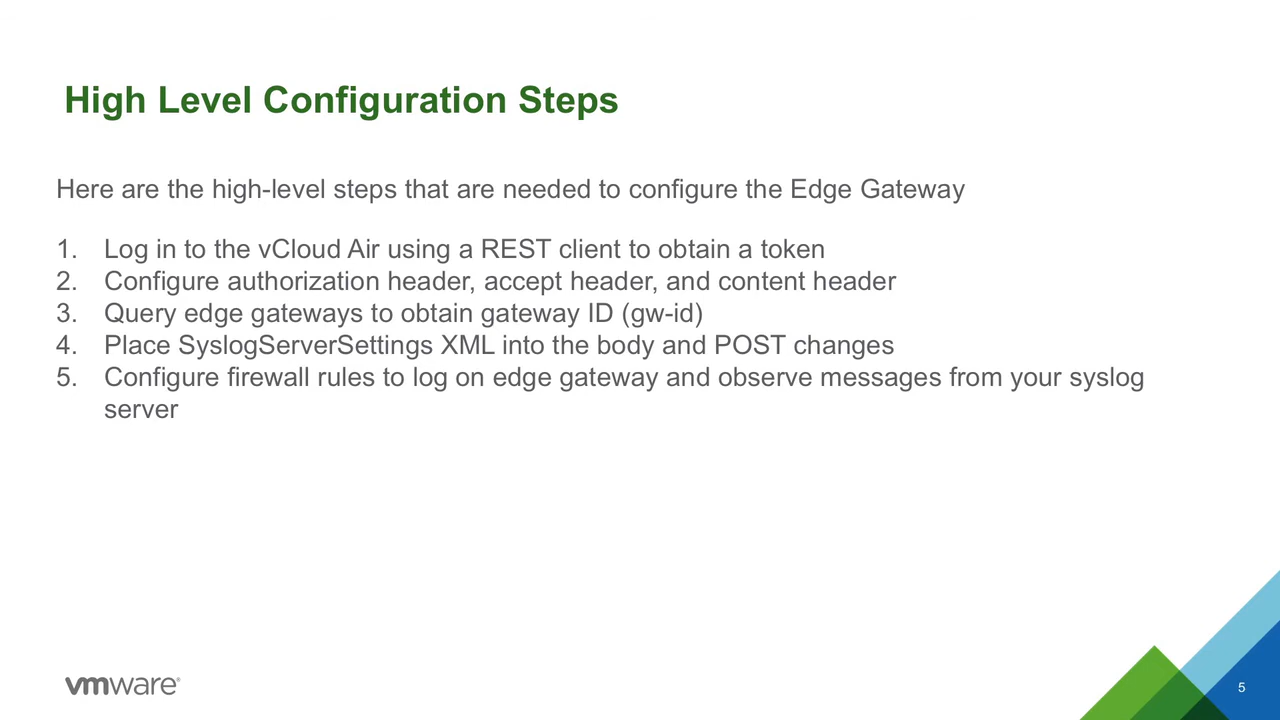 High Level Configuration Steps
Here are the high-level steps that are needed to configure the Edge Gateway
1. Log in to the vCloud Air using a REST client to obtain a token
2. Configure authorization header, accept header, and content header
3. Query edge gateways to obtain gateway ID (gw-id)
4. Place SyslogServerSettings XML into the body and POST changes
5. Configure firewall rules to log on edge gateway and observe messages from your syslog
server
vmware®
5